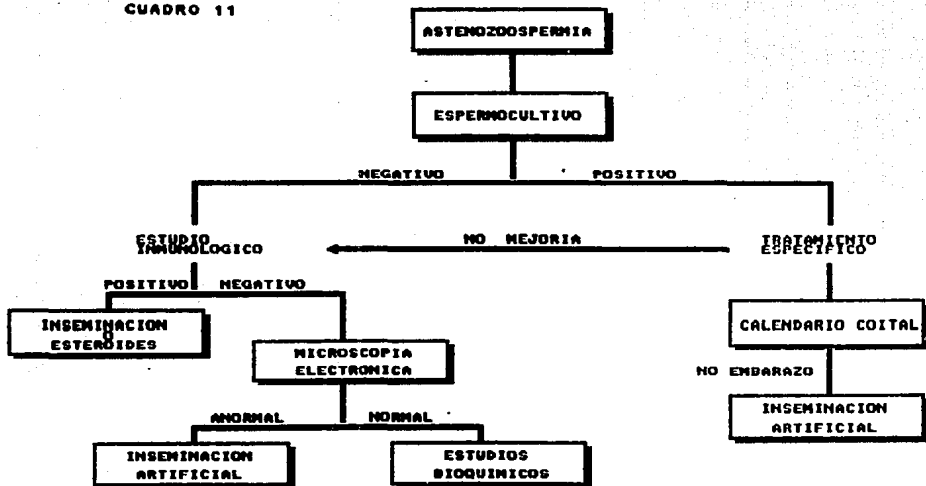 CUADRO 11
ASTENOZOOSPERMIA
ESPERMOCULTIVO
NEGATIVO
POSITIVO
ESTUDIO
INMUNOLOGICO
NO MEJORIA
TRATAMIENTO
ESPECIFICO
POSITIVO
NEGATIVO
INSEMINACION
O
ESTEROIDES
MICROSCOPIA
ELECTRONICA
CALENDARIO COITAL
NO EMBARAZO
INSEMINACION
ARTIFICIAL
ANORMAL
NORMAL
INSEMINACION
ARTIFICIAL
ESTUDIOS
BIOQUIMICOS